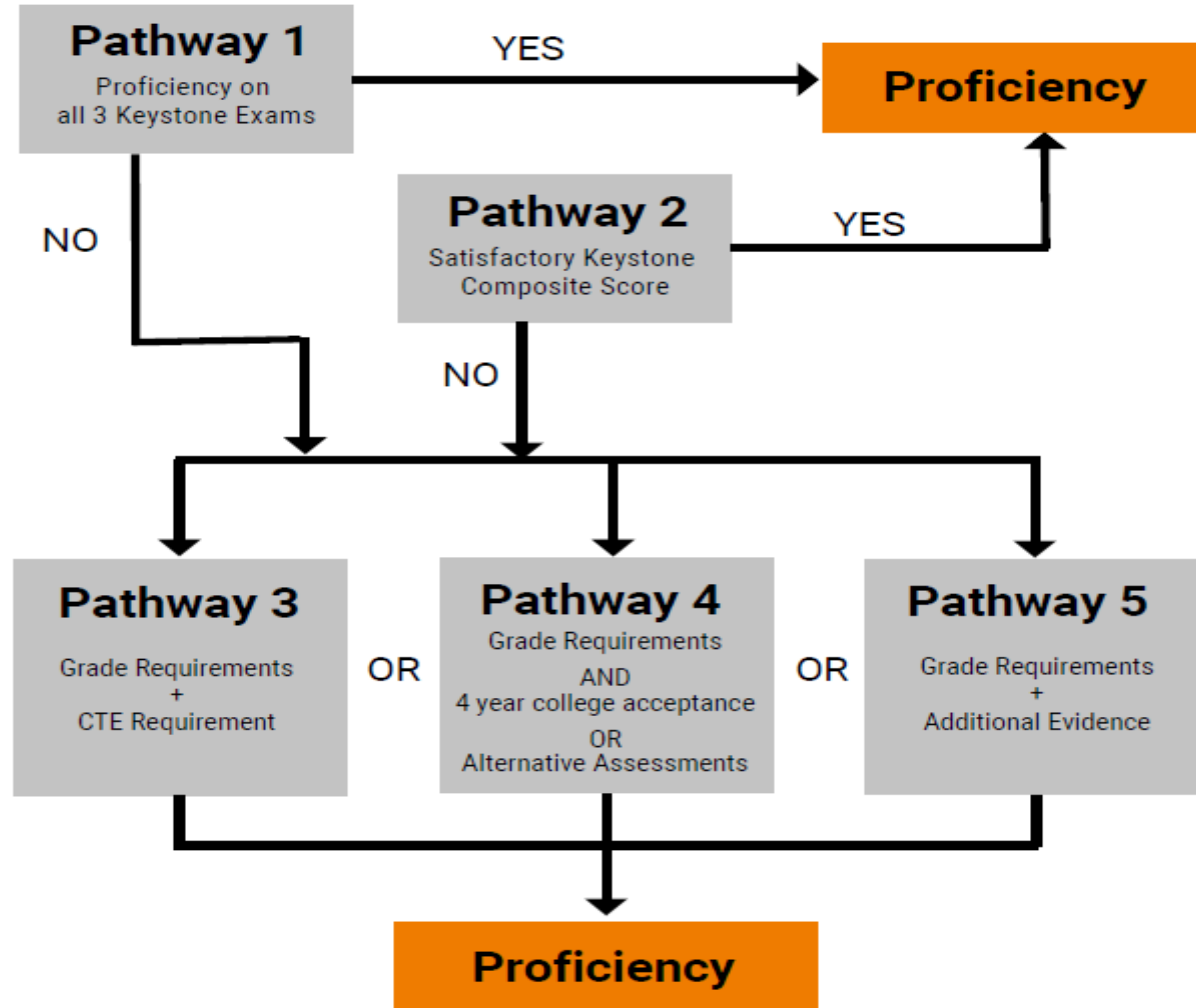 Pathway 1
Proficiency on
all 3 Keystone Exams
YES
Proficiency
NO
Pathway 2
Satisfactory Keystone
Composite Score
YES
NO
Pathway 3
Grade Requirements
+
CTE Requirement
OR
Pathway 4
Grade Requirements
AND
4 year college acceptance
OR
Alternative Assessments
OR
Pathway 5
Grade Requirements
+
Additional Evidence
Proficiency